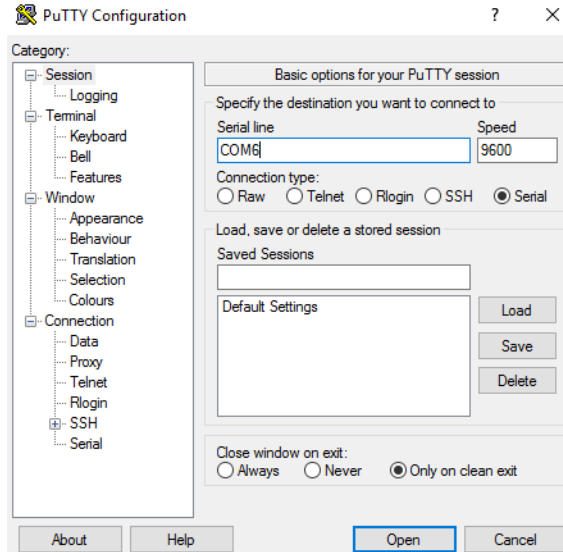 PuTTY Configuration
Category:
Session
Logging
Terminal
Keyboard
Bell
Features
Window
Appearance
Behaviour
Translation
Selection
Colours
Connection
Data
Proxy
Telnet
Rlogin
SSH
Serial
Basic options for your PuTTY session
Specify the destination you want to connect to
Serial line Speed
COM6 9600
Connection type:
Raw Telnet Rlogin SSH Serial
Load, save or delete a stored session
Saved Sessions
Default Settings
Load
Save
Delete
Close window on exit:
Always Never Only on clean exit
About Help Open Cancel